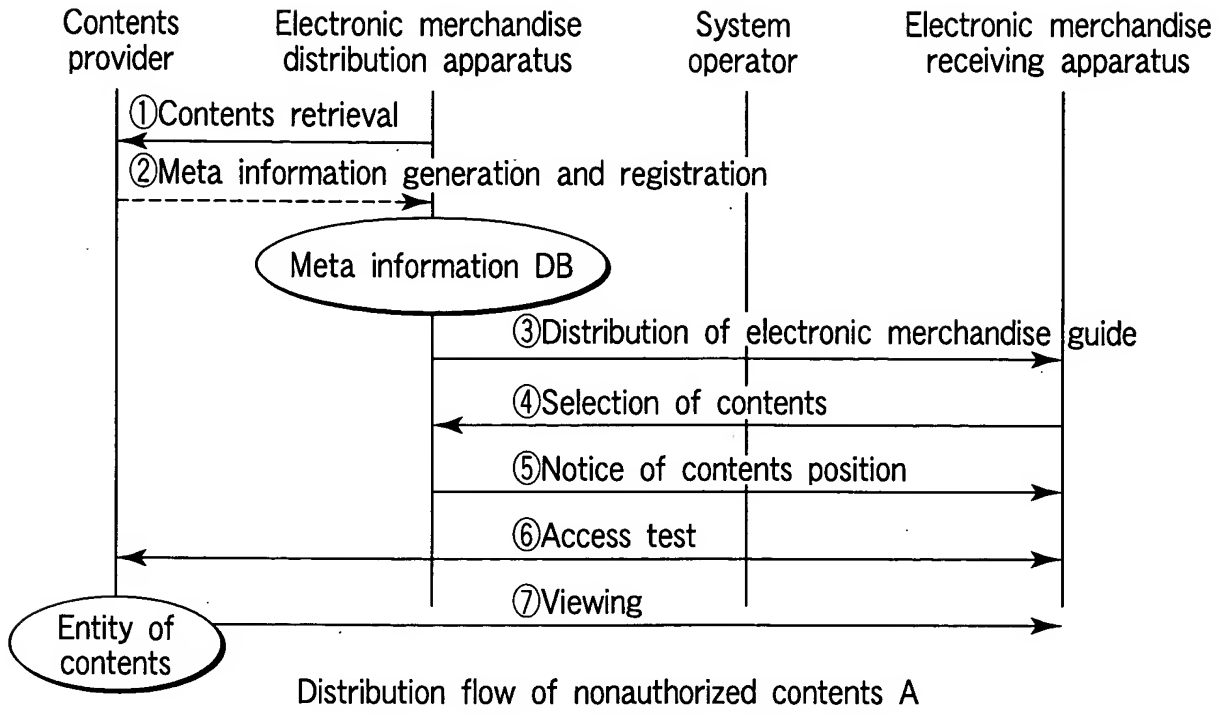 Contents
provider
Electronic merchandise
distribution apparatus
System
operator
Electronic merchandise
receiving apparatus
①Contents retrieval
②Meta information generation and registration
Meta information DB
③Distribution of electronic merchandise guide
④Selection of contents
⑤Notice of contents position
⑥Access test
⑦Viewing
Entity of
contents
Distribution flow of nonauthorized contents A